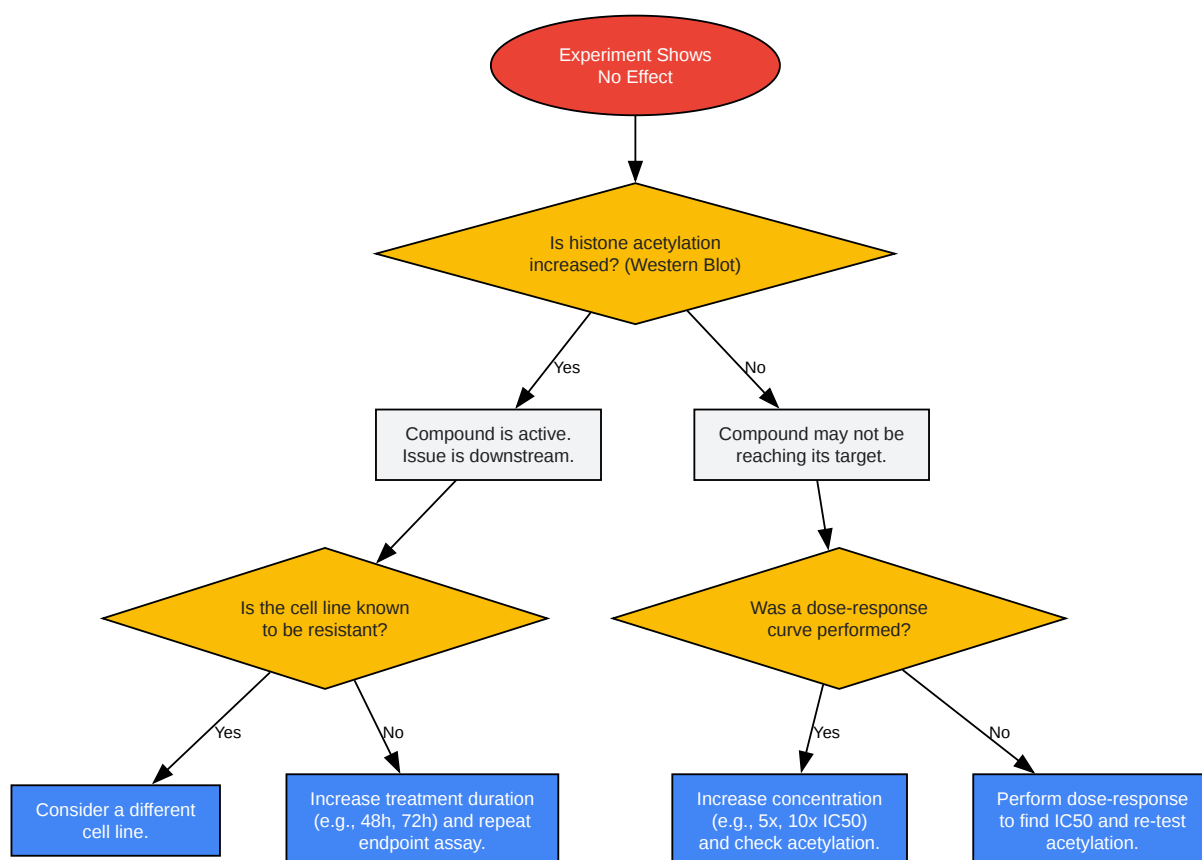 Experiment Shows
No Effect
Is histone acetylation
increased? (Western Blot)
Yes
No
Compound is active.
Issue is downstream.
Compound may not be
reaching its target.
Is the cell line known
to be resistant?
Was a dose-response
curve performed?
Yes
No
Yes
No
Consider a different
cell line.
Increase treatment duration
(e.g., 48h, 72h) and repeat
endpoint assay.
Increase concentration
(e.g., 5x, 10x IC50)
and check acetylation.
Perform dose-response
to find IC50 and re-test
acetylation.